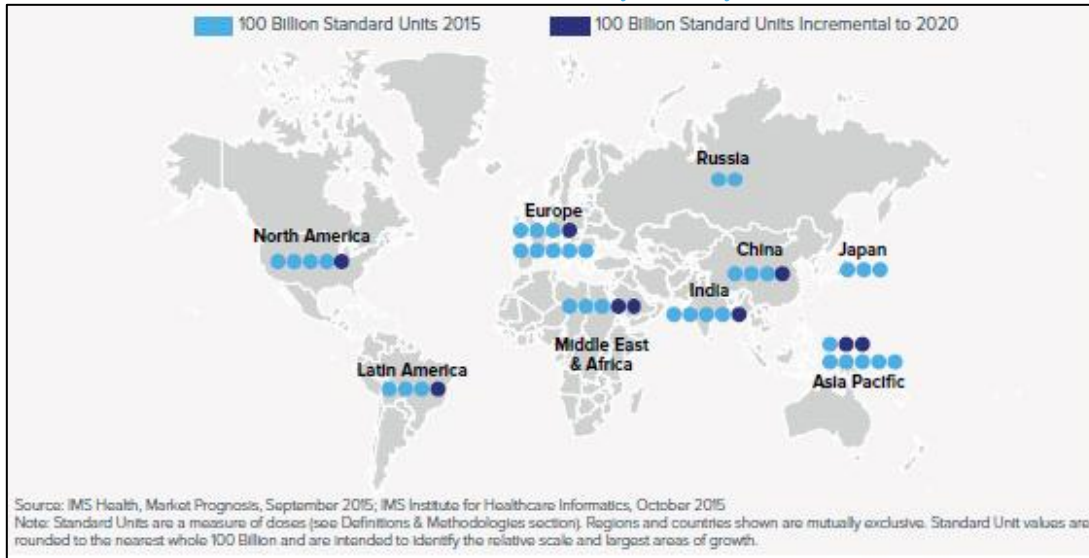 100 Billion Standard Units 2015
100 Billion Standard Units Incremental to 2020
Russia
Europe
North America
China
Japan
India
Middle East
& Africa
Latin America
Asia Pacific
Source: IMS Health, Market Prognosis, September 2015; IMS Institute for Healthcare Informatics, October 2015
Note: Standard Units are a measure of doses (see Definitions & Methodologies section). Regions and countries shown are mutually exclusive. Standard Unit values are
rounded to the nearest whole 100 Billion and are intended to identify the relative scale and largest areas of growth.